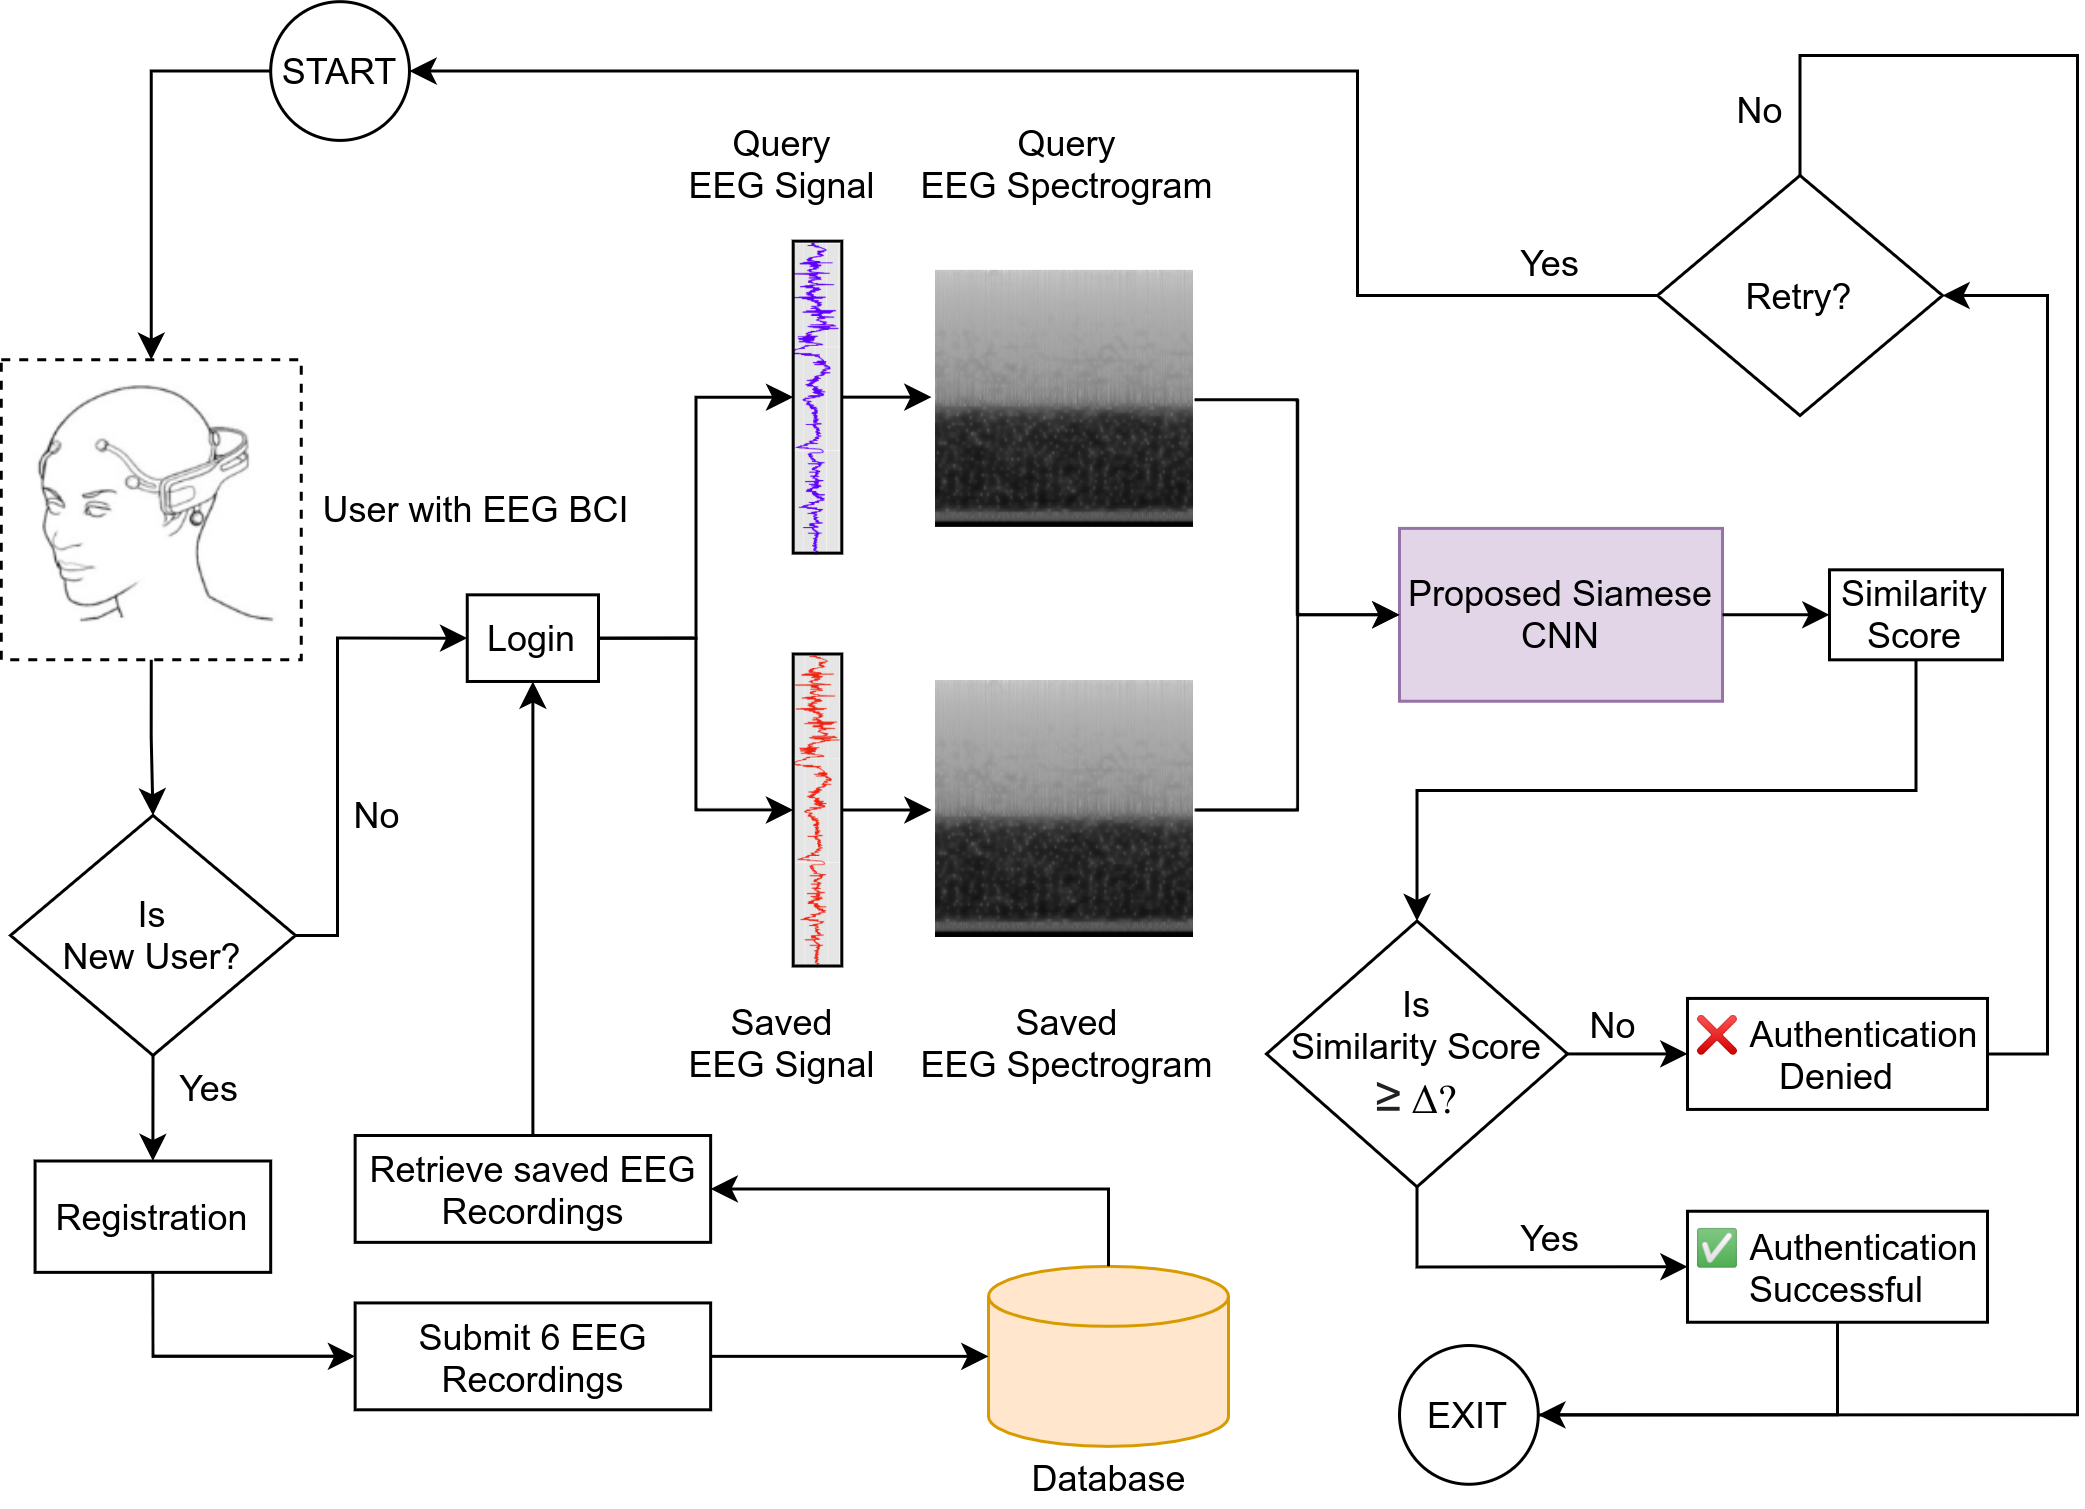 START
No
Query
EEG Signal
Query
EEG Spectrogram
Yes
Retry?
User with EEG BCI
Login
Proposed Siamese
CNN
Similarity
Score
No
Is
New User?
Saved
EEG Signal
Saved
EEG Spectrogram
Is
Similarity Score
≥ Δ?
No
❌ Authentication
Denied
Yes
Registration
Retrieve saved EEG
Recordings
Yes
✅ Authentication
Successful
Submit 6 EEG
Recordings
EXIT
Database